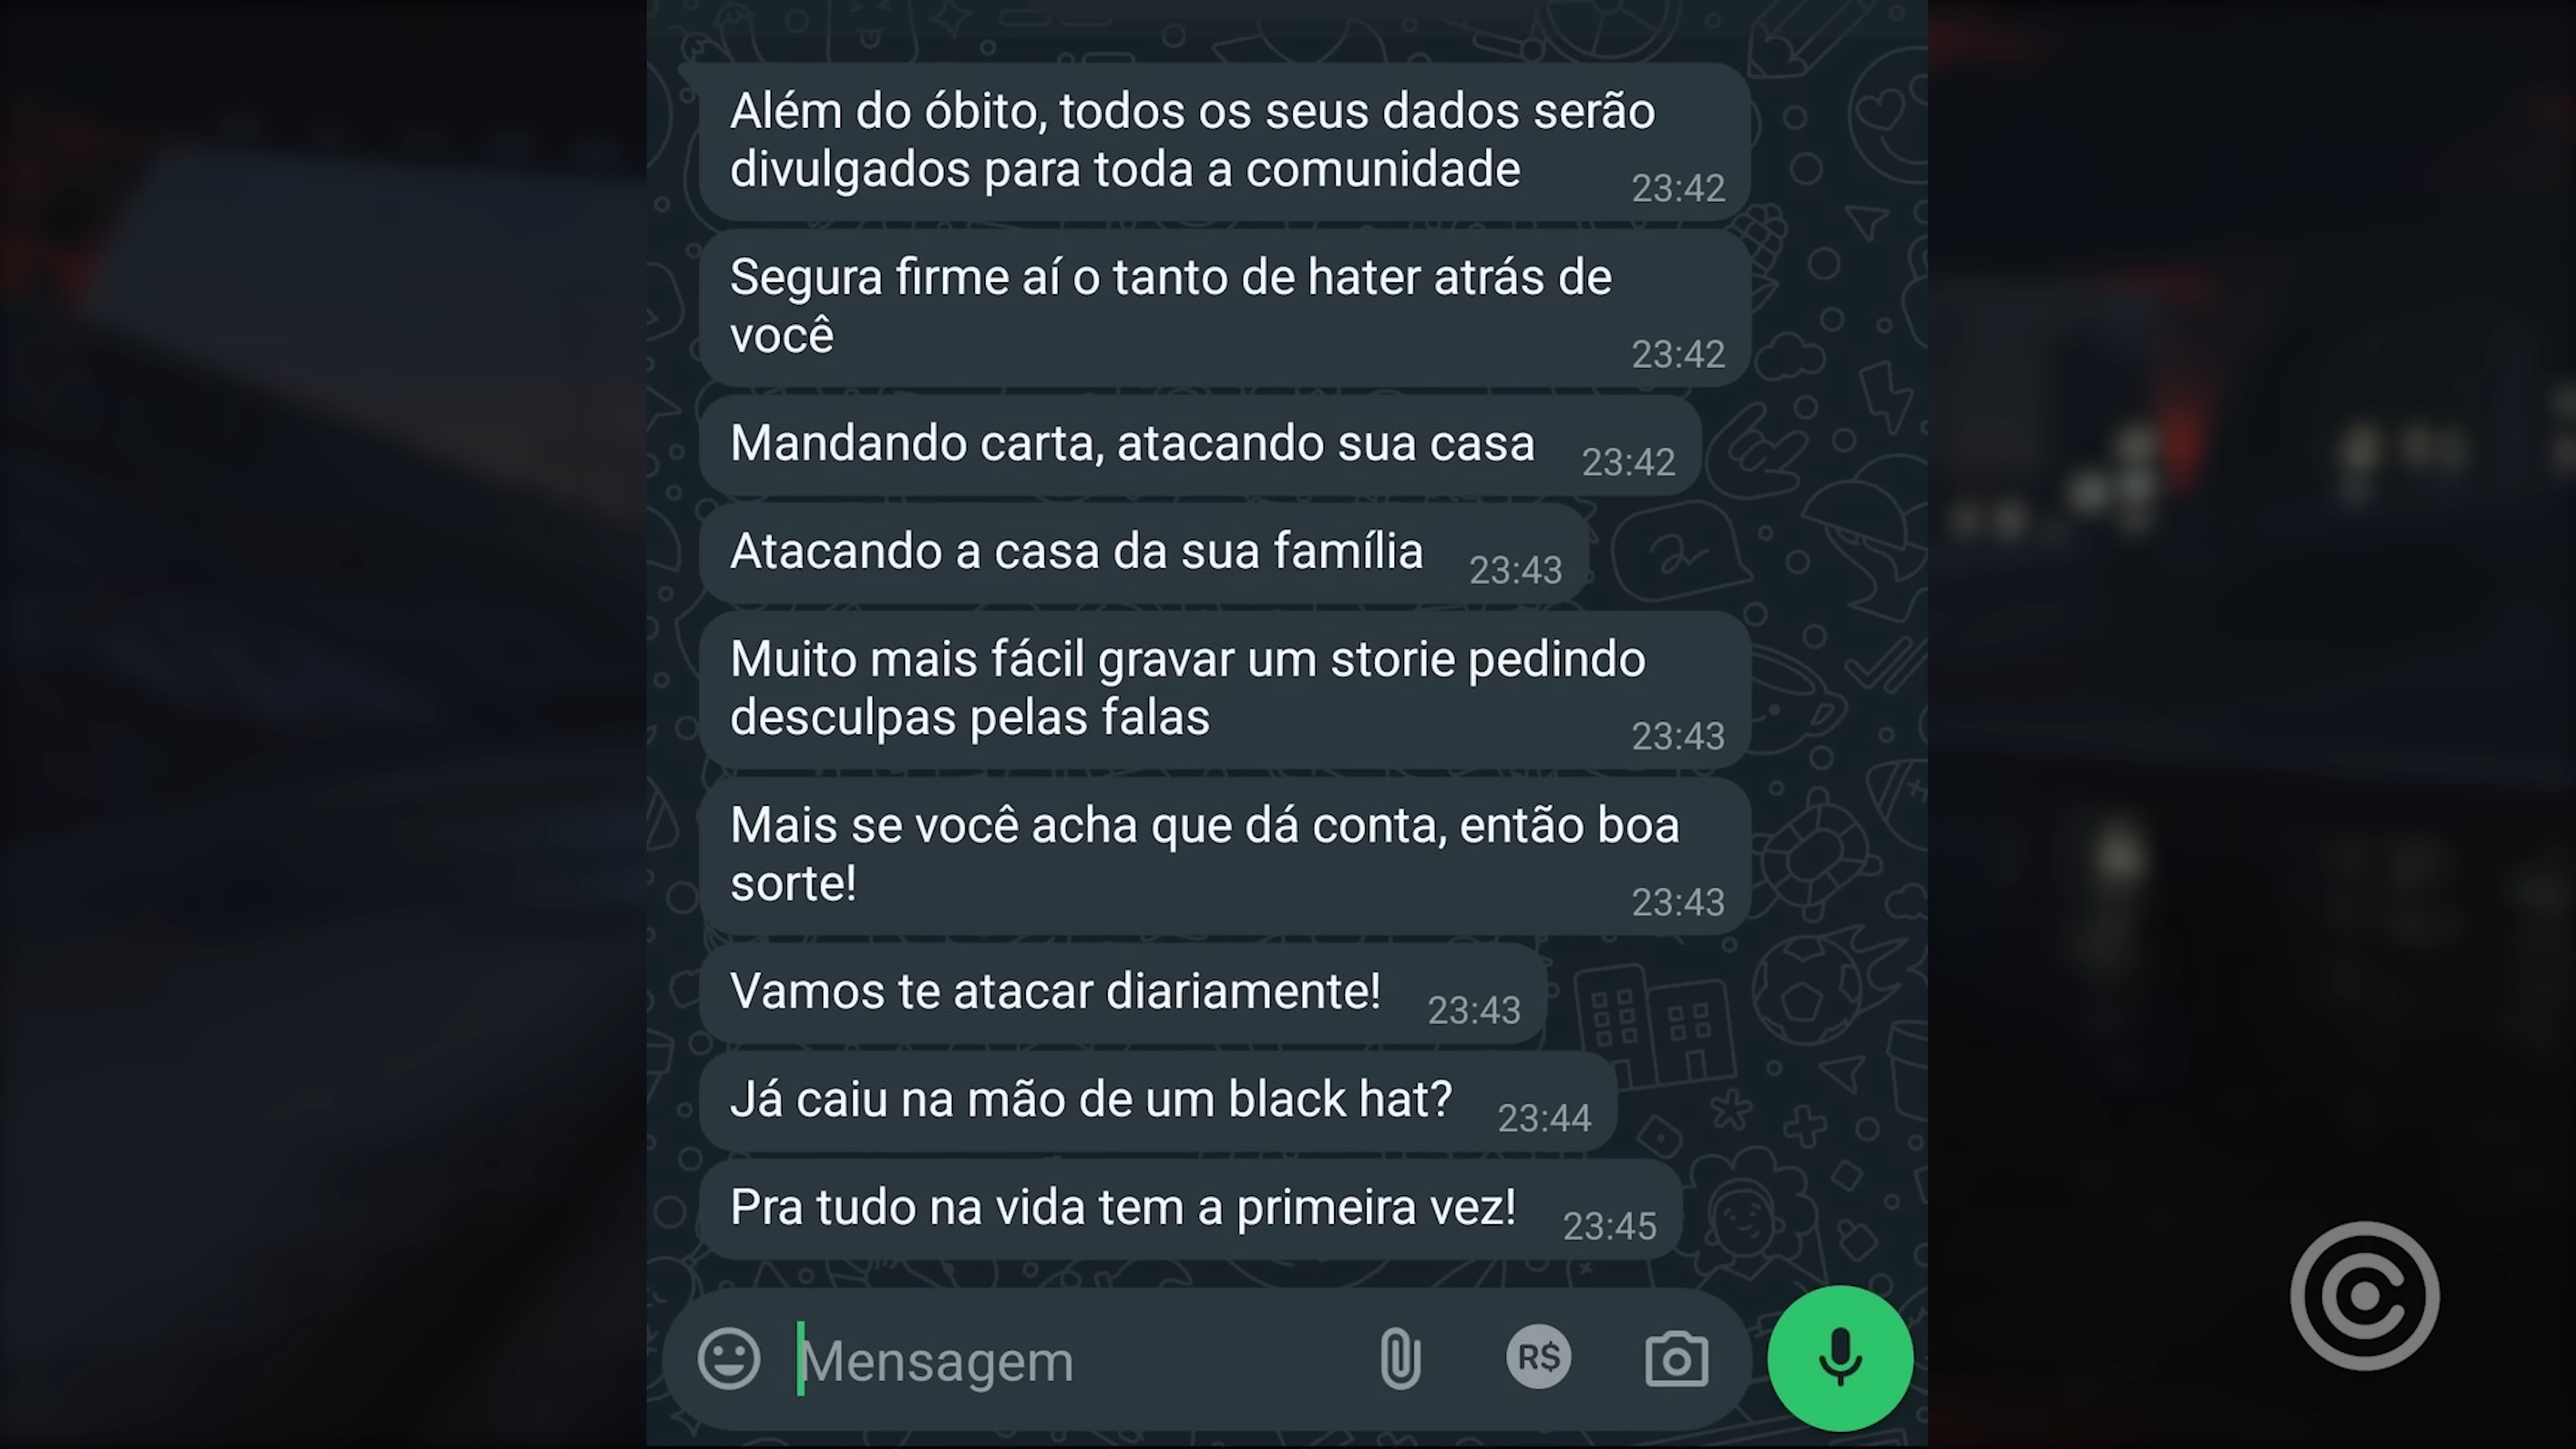 Além do óbito, todos os seus dados serão
divulgados para toda a comunidade
23:42
Segura firme aí o tanto de hater atrás de
você
23:42
Mandando carta, atacando sua casa 23:42
Atacando a casa da sua família 23:43
Muito mais fácil gravar um storie pedindo
desculpas pelas falas
23:43
Mais se você acha que dá conta, então boa
sorte!
23:43
Vamos te atacar diariamente! 23:43
Já caiu na mão de um black hat? 23:44
Pra tudo na vida tem a primeira vez! 23:45
Mensagem R$